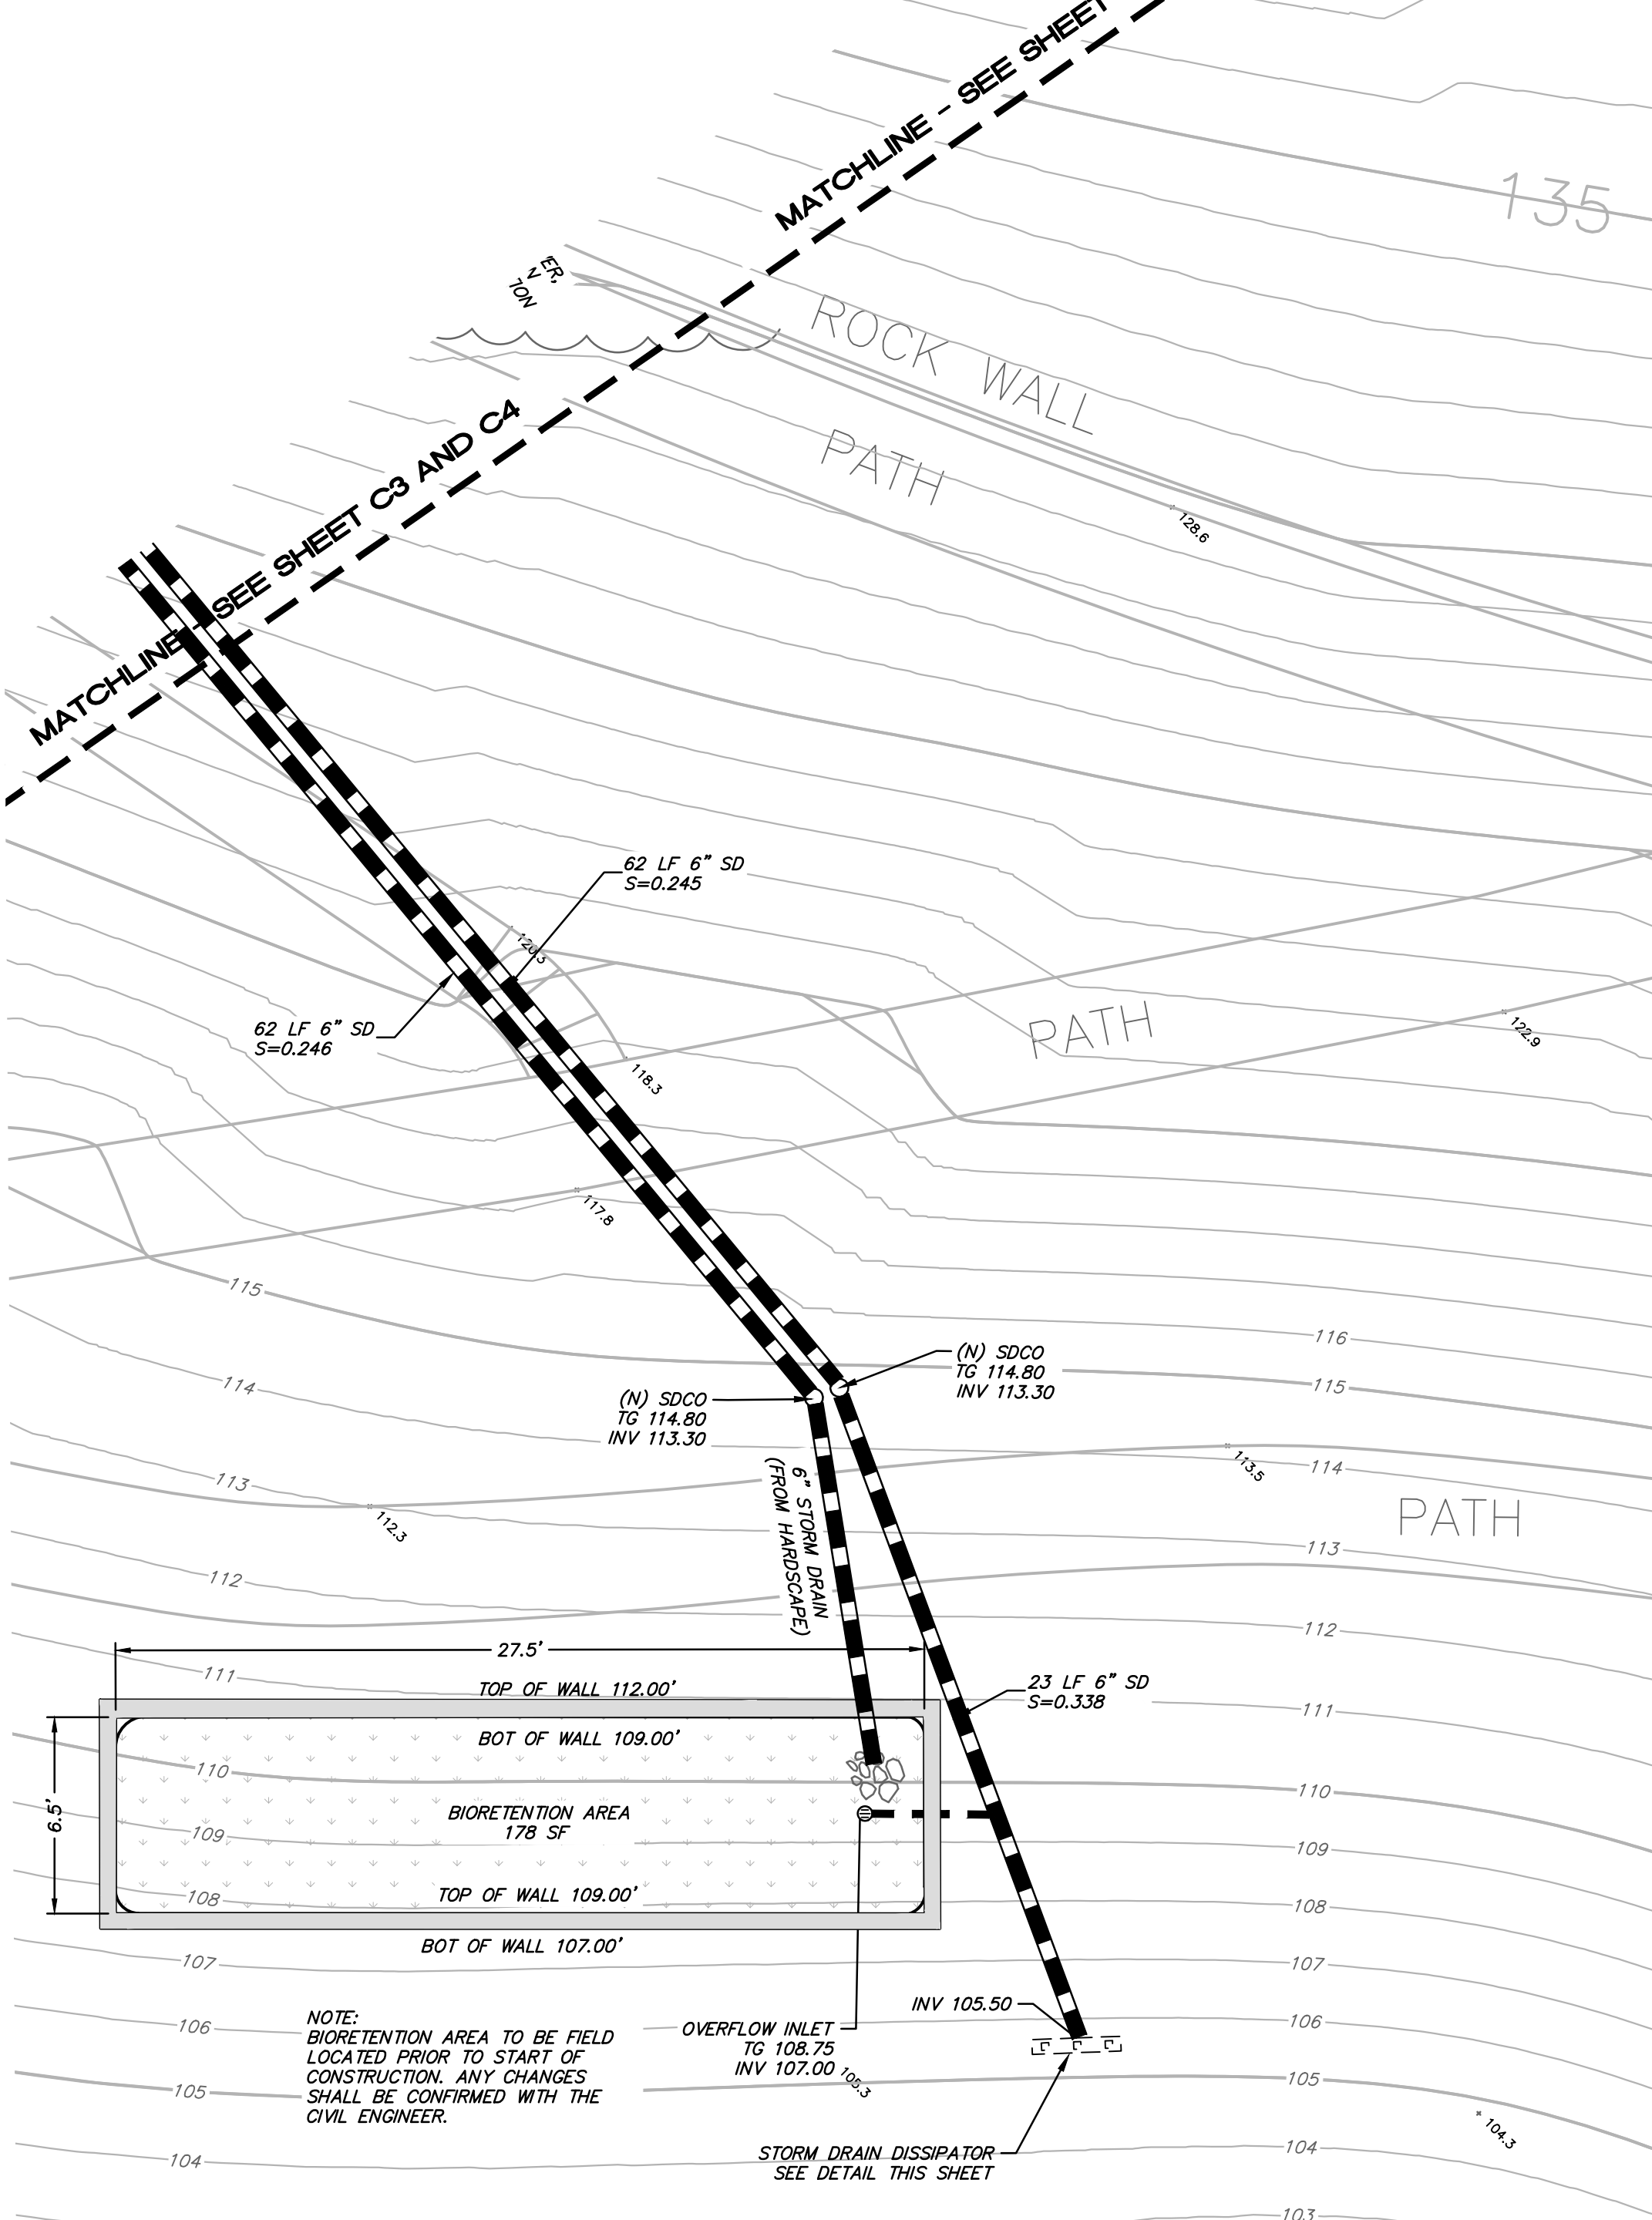 MATCHLINE - SEE SHEET
135
ER,
N
NOL
ROCK WALL
MATCHLINE - SEE SHEET C3 AND C4
PATH
128.6
62 LF 6" SD
S=0.245
120.3
62 LF 6" SD
S=0.246
PATH
122.9
118.3
117.8
115
116
(N) SDCO
TG 114.80
INV 113.30
114
115
(N) SDCO
TG 114.80
INV 113.30
113
114
113.5
6" STORM DRAIN
(FROM HARDSCAPE)
PATH
112.3
113
112
112
27.5'
111
TOP OF WALL 112.00'
23 LF 6" SD
S=0.338
111
BOT OF WALL 109.00'
110
110
6.5'
BIORETENTION AREA
178 SF
109
109
TOP OF WALL 109.00'
108
108
BOT OF WALL 107.00'
107
107
INV 105.50
NOTE:
BIORETENTION AREA TO BE FIELD
LOCATED PRIOR TO START OF
CONSTRUCTION. ANY CHANGES
SHALL BE CONFIRMED WITH THE
CIVIL ENGINEER.
106
OVERFLOW INLET
TG 108.75
INV 107.00
106
105.3
105
105
104.3
104
STORM DRAIN DISSIPATOR
SEE DETAIL THIS SHEET
104
103